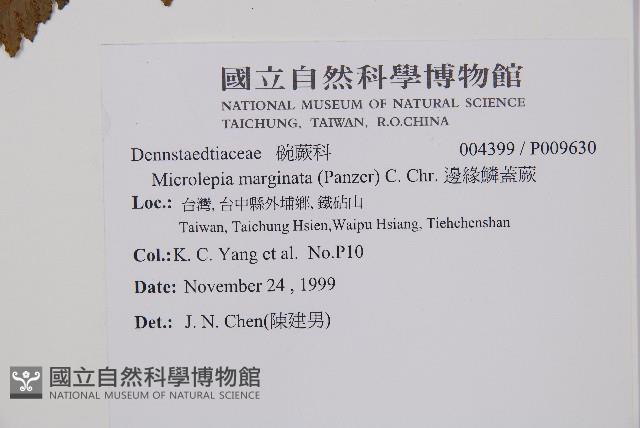 國立自然科學博物館
NATIONAL MUSEUM OF NATURAL SCIENCE
TAICHUNG, TAIWAN, R.O.CHINA
Dennstaedtiaceae 碗蕨科 004399 / P009630
Microlepia marginata (Panzer) C. Chr. 邊緣鱗蓋蕨
Loc.: 台灣, 台中縣外埔鄉, 鐵砧山
Taiwan, Taichung Hsien,Waipu Hsiang, Tiehchenshan
Col.: K. C. Yang et al. No.P10
Date: November 24 , 1999
Det.: J. N. Chen(陳建男)
國立自然科學博物館
NATIONAL MUSEUM OF NATURAL SCIENCE